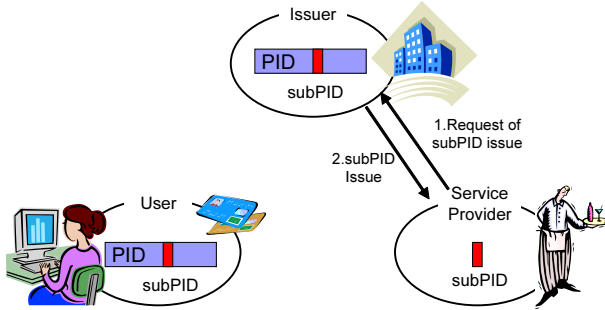 Issuer
PID
subPID
1.Request of
subPID issue
2.subPID
Issue
User
PID
subPID
Service
Provider
subPID